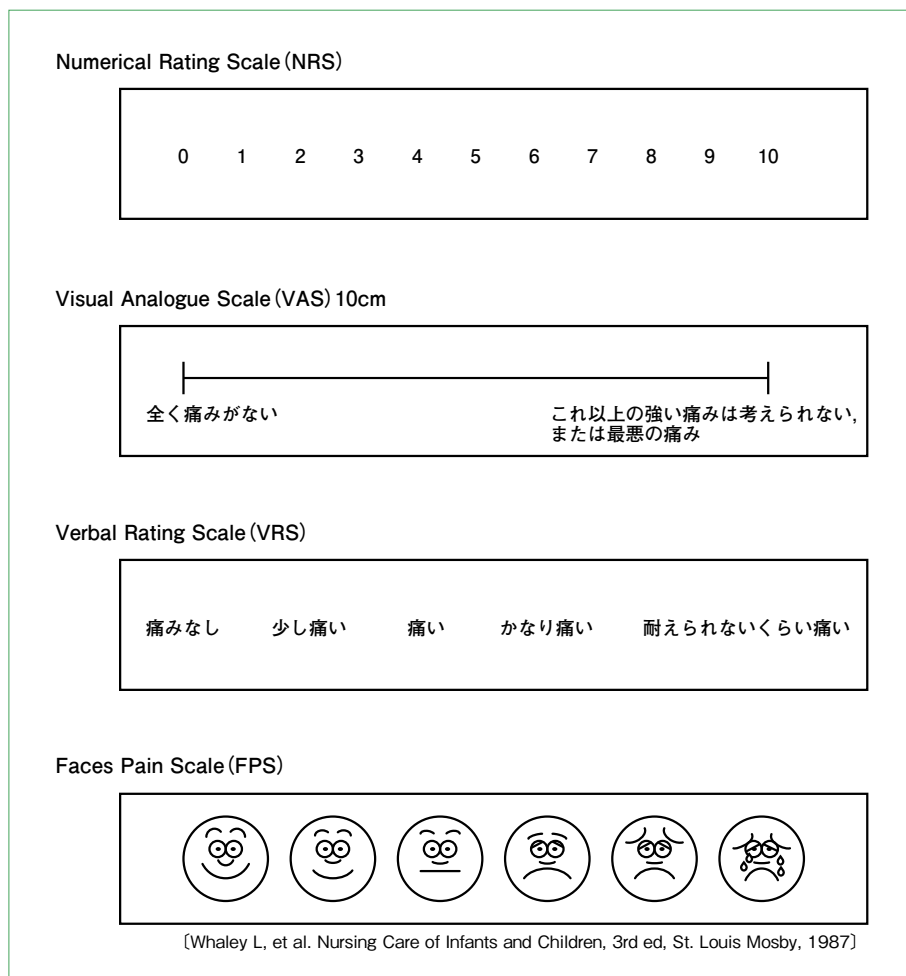 Numerical Rating Scale（NRS）
0 1 2 3 4 5 6 7 8 9 10
Visual Analogue Scale（VAS）10cm
全く痛みがない これ以上の強い痛みは考えられない，
または最悪の痛み
Verbal Rating Scale（VRS）
痛みなし 少し痛い 痛い かなり痛い 耐えられないくらい痛い
Faces Pain Scale（FPS）
〔Whaley L, et al. Nursing Care of Infants and Children, 3rd ed, St. Louis Mosby, 1987〕